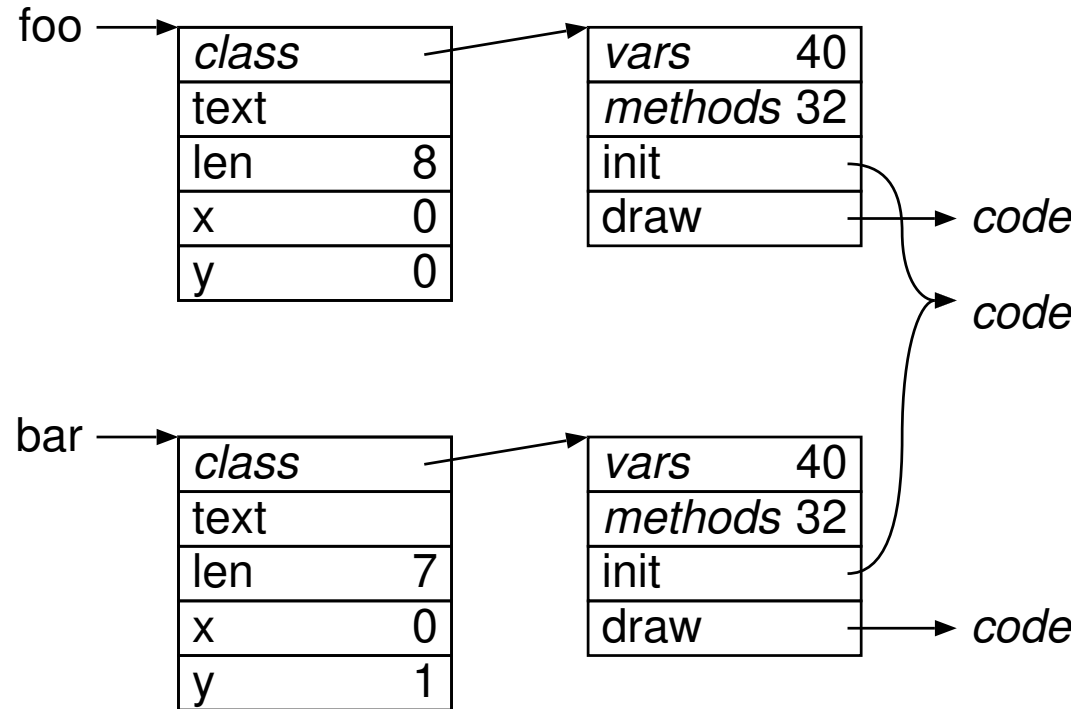 foo
class
text
len 8
x 0
y 0
vars 40
methods 32
init
draw
code
code
bar
class
text
len 7
x 0
y 1
vars 40
methods 32
init
draw
code